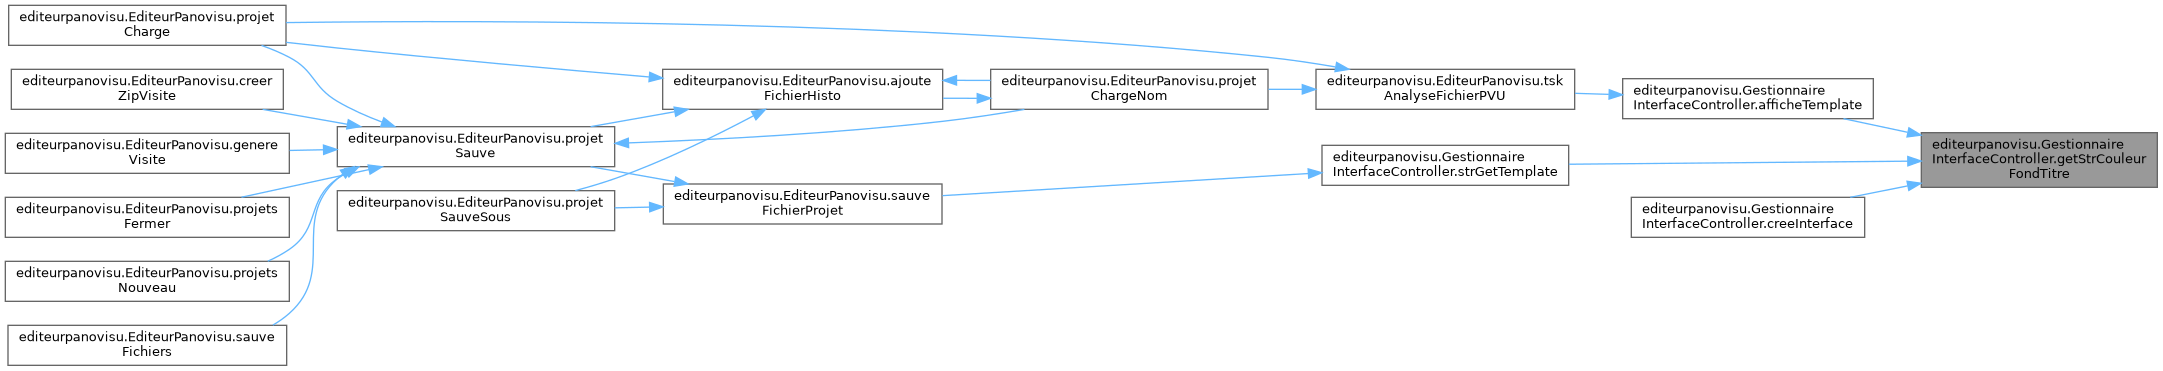 editeurpanovisu.EditeurPanovisu.projet
Charge
editeurpanovisu.EditeurPanovisu.creer
ZipVisite
editeurpanovisu.EditeurPanovisu.genere
Visite
editeurpanovisu.EditeurPanovisu.projets
Fermer
editeurpanovisu.EditeurPanovisu.projets
Nouveau
editeurpanovisu.EditeurPanovisu.sauve
Fichiers
editeurpanovisu.EditeurPanovisu.projet
Sauve
editeurpanovisu.EditeurPanovisu.projet
SauveSous
editeurpanovisu.EditeurPanovisu.ajoute
FichierHisto
editeurpanovisu.EditeurPanovisu.sauve
FichierProjet
editeurpanovisu.EditeurPanovisu.projet
ChargeNom
editeurpanovisu.EditeurPanovisu.tsk
AnalyseFichierPVU
editeurpanovisu.Gestionnaire
InterfaceController.strGetTemplate
editeurpanovisu.Gestionnaire
InterfaceController.afficheTemplate
editeurpanovisu.Gestionnaire
InterfaceController.creeInterface
editeurpanovisu.Gestionnaire
InterfaceController.getStrCouleur
FondTitre